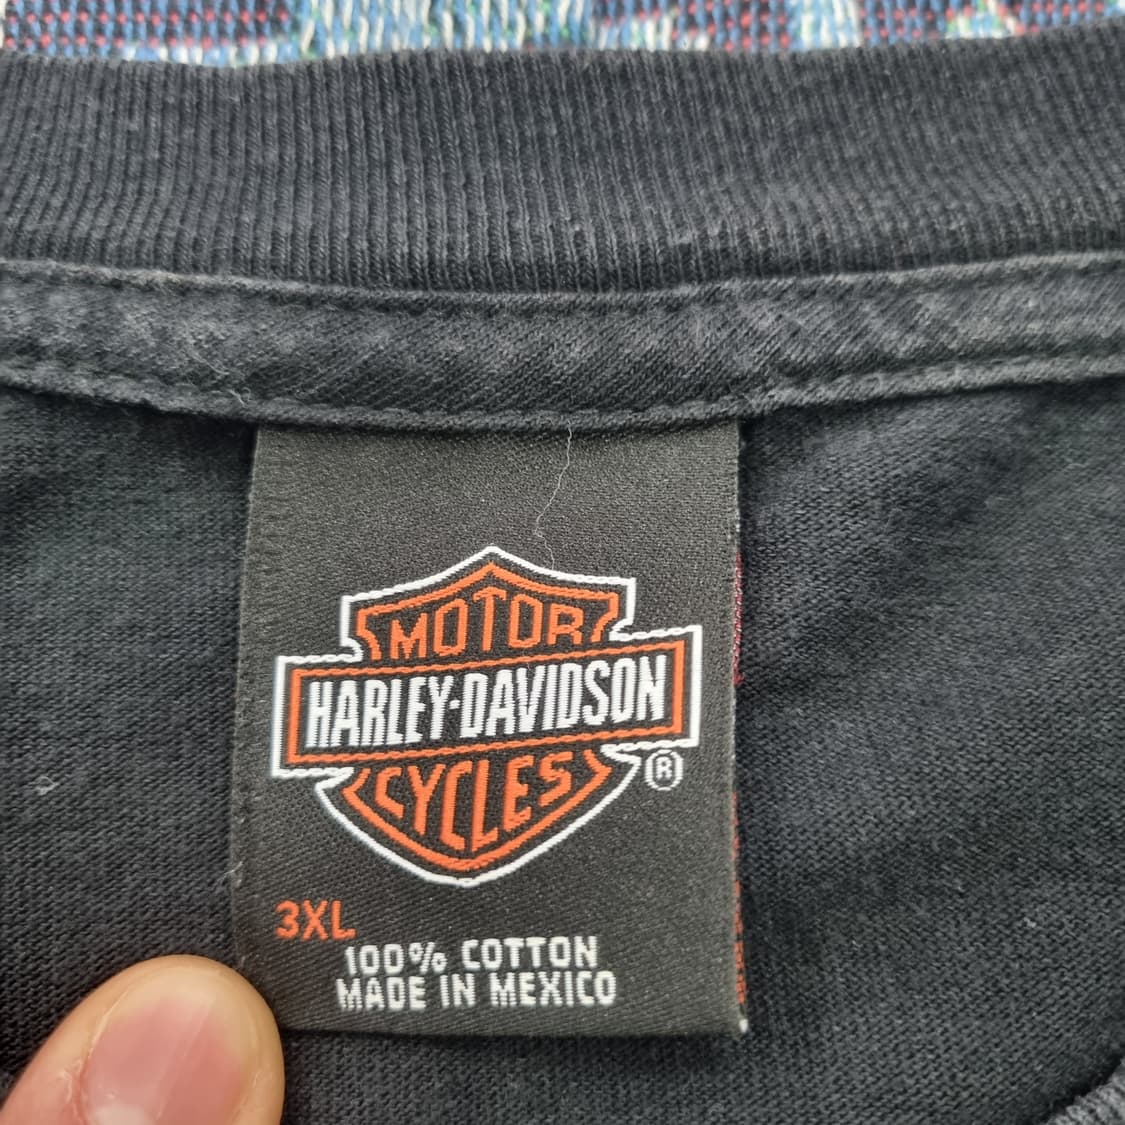 MOTOR
HARLEY-DAVIDSON
CYCLES
®
3XL
100% COTTON
MADE IN MEXICO